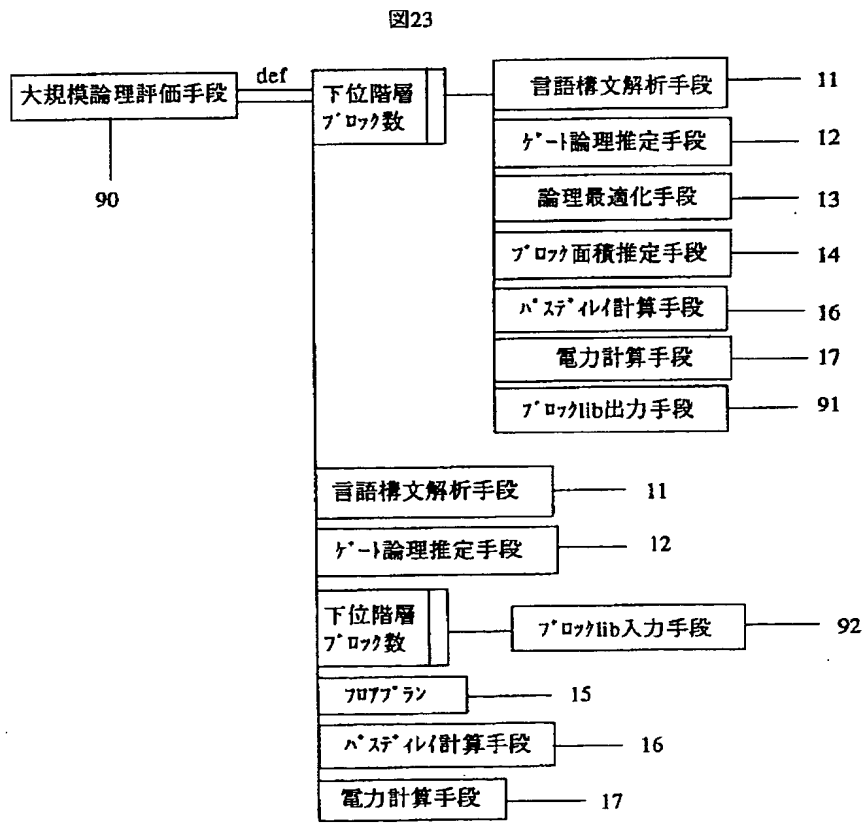 図23
大規模論理評価手段
def
90
下位階層
ﾌﾞﾛｯｸ数
言語構文解析手段
11
ｹﾞｰﾄ論理推定手段
12
論理最適化手段
13
ﾌﾞﾛｯｸ面積推定手段
14
ﾊﾟｽﾃﾞｨﾚｲ計算手段
16
電力計算手段
17
ﾌﾞﾛｯｸlib出力手段
91
言語構文解析手段
11
ｹﾞｰﾄ論理推定手段
12
下位階層
ﾌﾞﾛｯｸ数
ﾌﾞﾛｯｸlib入力手段
92
ﾌﾛｱﾌﾟﾗﾝ
15
ﾊﾟｽﾃﾞｨﾚｲ計算手段
16
電力計算手段
17